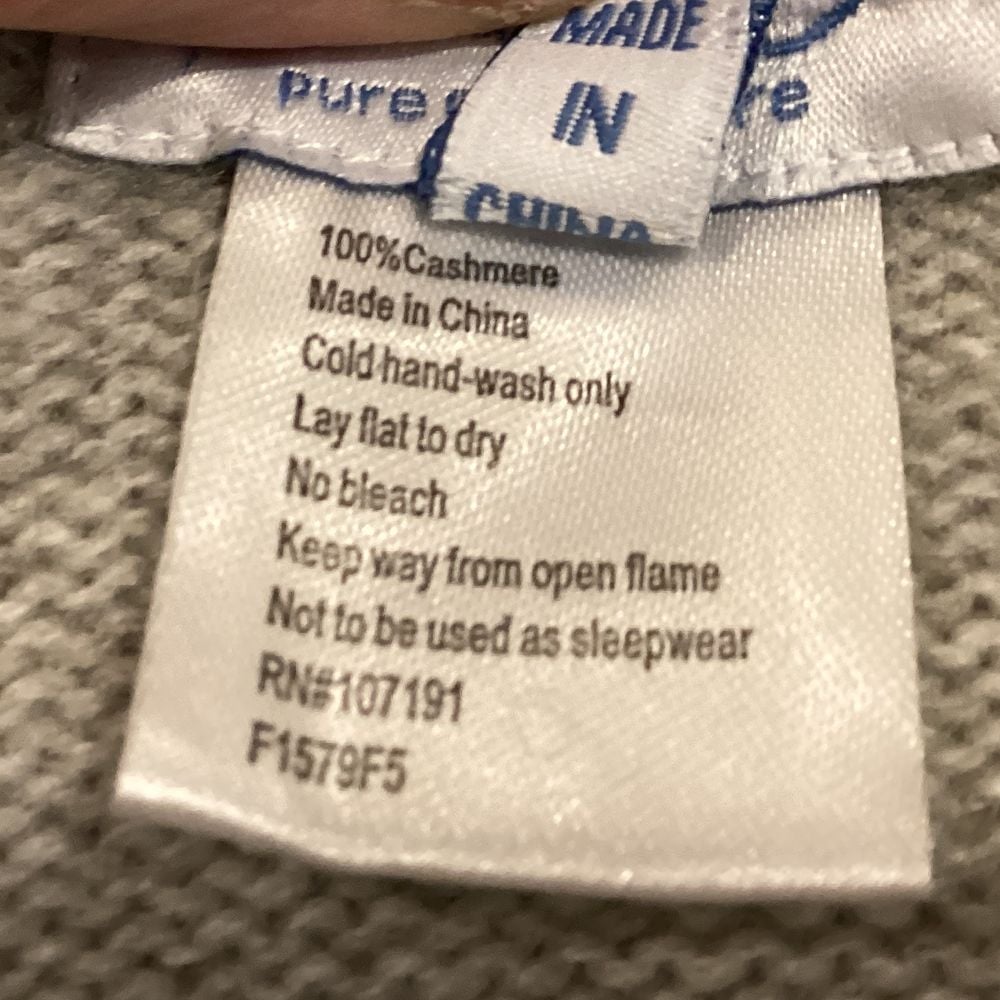 MADE
IN
CHINA
pure
100%Cashmere
Made in China
Cold hand-wash only
Lay flat to dry
No bleach
Keep way from open flame
Not to be used as sleepwear
RN#107191
F1579F5